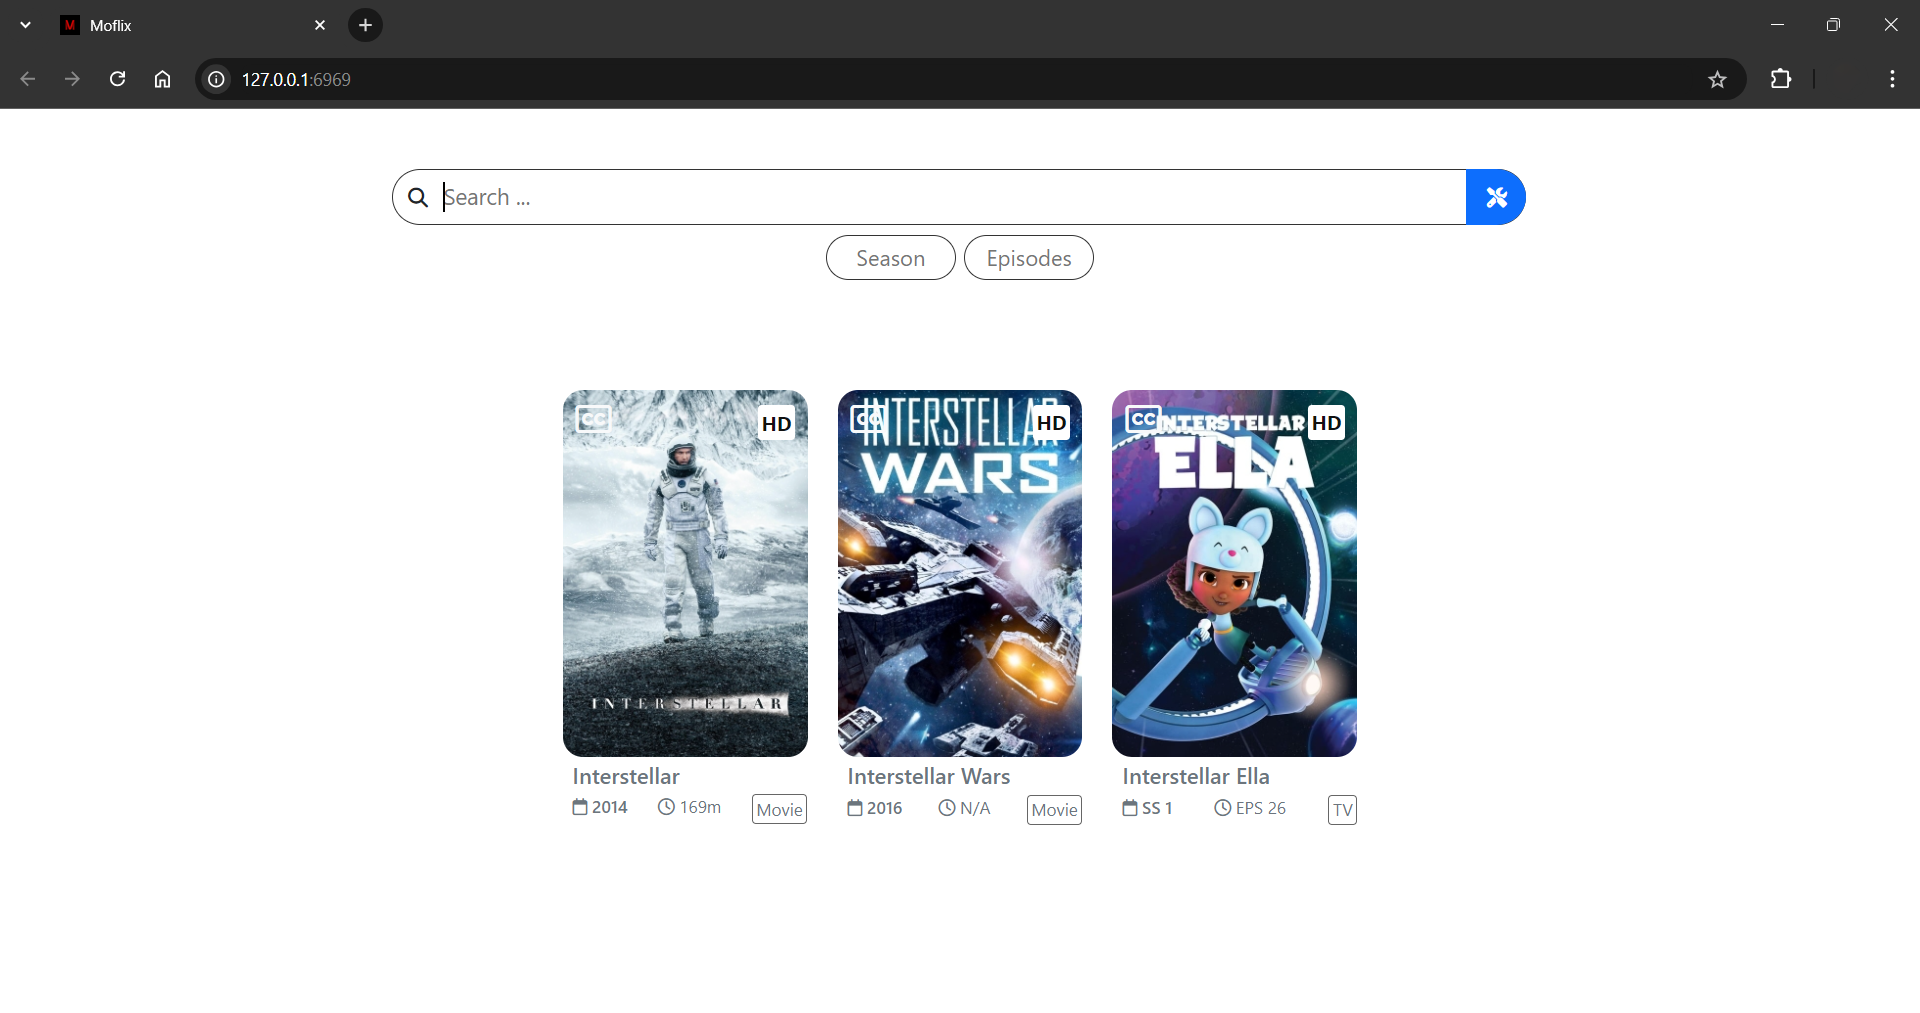 Moflix
127.0.0.1:6969
Search ...
Season
Episodes
CC
HD
INTERSTELLAR
CC
HD
INTERSTELLAR
WARS
CC
HD
INTERSTELLAR
ELLA
Interstellar
2014
169m
Movie
Interstellar Wars
2016
N/A
Movie
Interstellar Ella
SS 1
EPS 26
TV